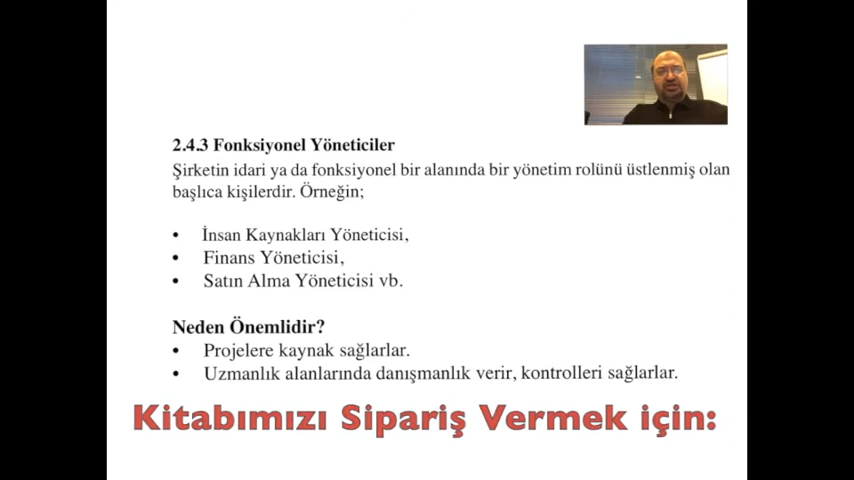 2.4.3 Fonksiyonel Yöneticiler
Şirketin idari ya da fonksiyonel bir alanında bir yönetim rolünü üstlenmiş olan
başlıca kişilerdir. Örneğin;
• İnsan Kaynakları Yöneticisi,
• Finans Yöneticisi,
• Satın Alma Yöneticisi vb.
Neden Önemlidir?
• Projelere kaynak sağlarlar.
• Uzmanlık alanlarında danışmanlık verir, kontrolleri sağlarlar.
Kitabımızı Sipariş Vermek için: